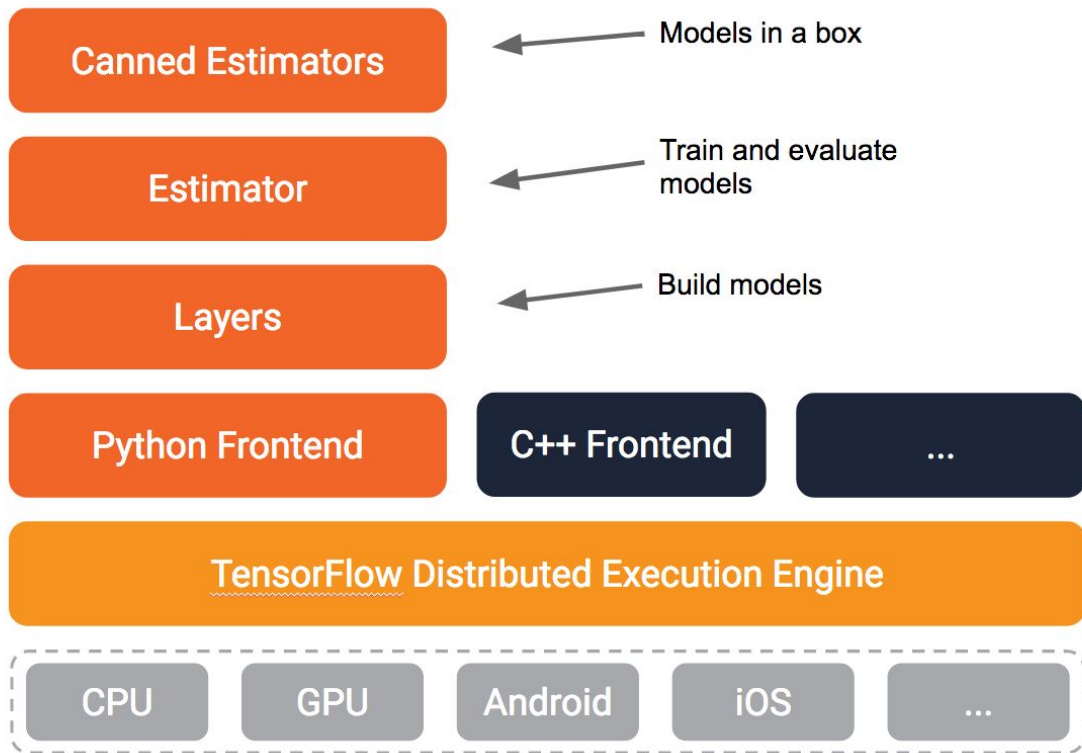 Canned Estimators
Models in a box
Estimator
Train and evaluate
models
Layers
Build models
Python Frontend
C++ Frontend
...
TensorFlow Distributed Execution Engine
CPU
GPU
Android
iOS
...